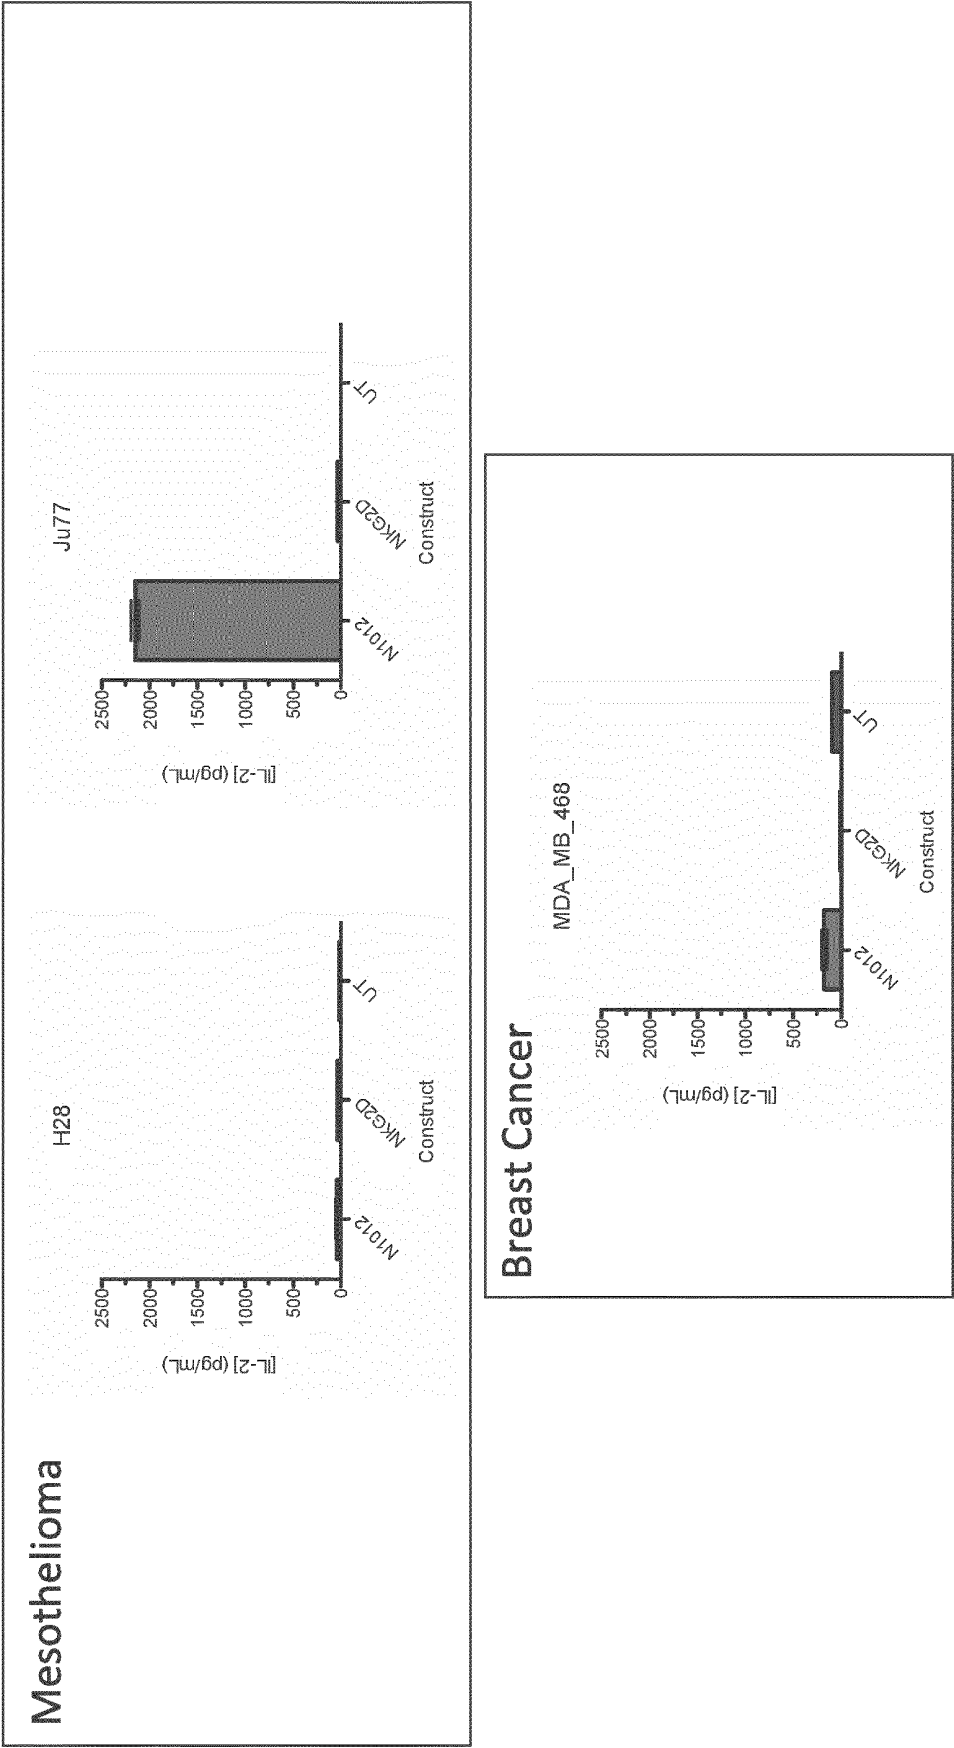 Mesothelioma
H28
[IL-2] (pg/mL)
2500
2000
1500
1000
500
0
N1012
NKG2D
UT
Construct
Ju77
[IL-2] (pg/mL)
2500
2000
1500
1000
500
0
N1012
NKG2D
UT
Construct
Breast Cancer
MDA_MB_468
[IL-2] (pg/mL)
2500
2000
1500
1000
500
0
N1012
NKG2D
UT
Construct